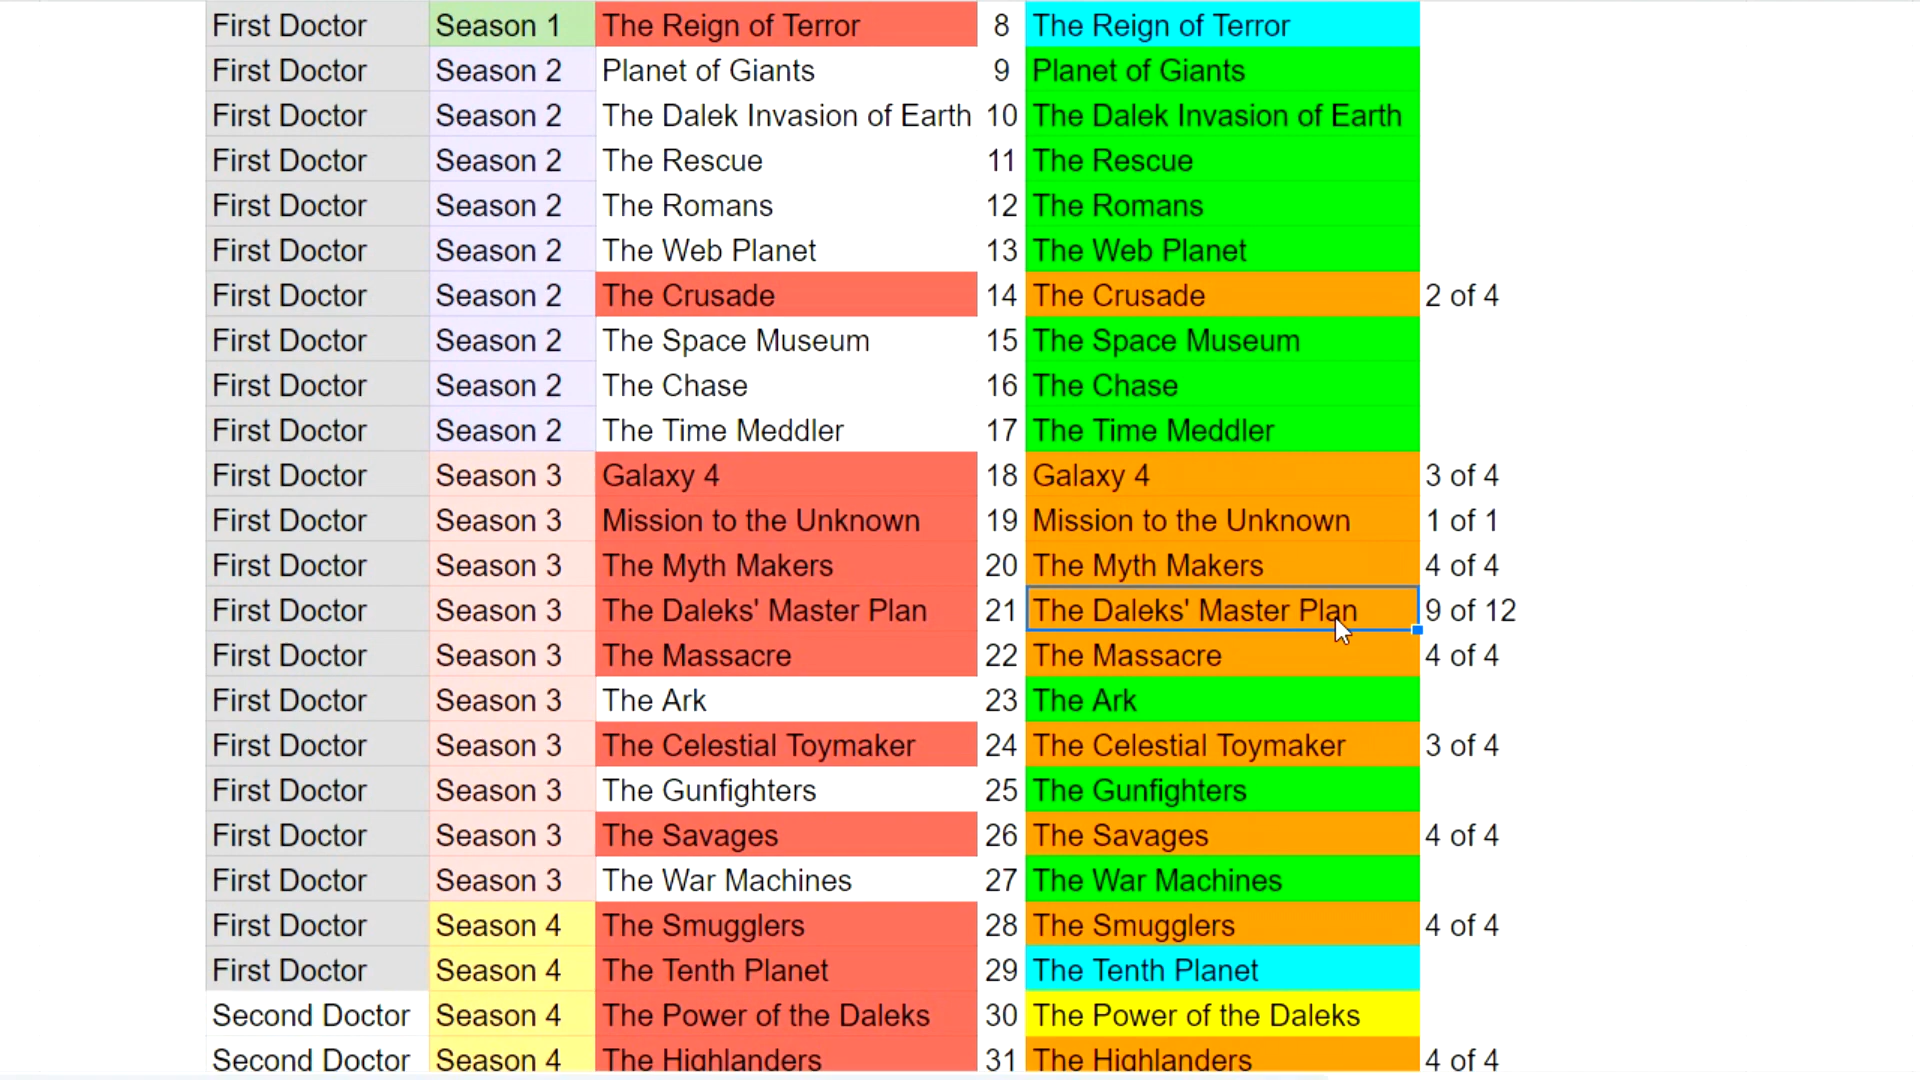 First Doctor Season 1 The Reign of Terror 8 The Reign of Terror
First Doctor Season 2 Planet of Giants 9 Planet of Giants
First Doctor Season 2 The Dalek Invasion of Earth 10 The Dalek Invasion of Earth
First Doctor Season 2 The Rescue 11 The Rescue
First Doctor Season 2 The Romans 12 The Romans
First Doctor Season 2 The Web Planet 13 The Web Planet
First Doctor Season 2 The Crusade 14 The Crusade 2 of 4
First Doctor Season 2 The Space Museum 15 The Space Museum
First Doctor Season 2 The Chase 16 The Chase
First Doctor Season 2 The Time Meddler 17 The Time Meddler
First Doctor Season 3 Galaxy 4 18 Galaxy 4 3 of 4
First Doctor Season 3 Mission to the Unknown 19 Mission to the Unknown 1 of 1
First Doctor Season 3 The Myth Makers 20 The Myth Makers 4 of 4
First Doctor Season 3 The Daleks' Master Plan 21 The Daleks' Master Plan 9 of 12
First Doctor Season 3 The Massacre 22 The Massacre 4 of 4
First Doctor Season 3 The Ark 23 The Ark
First Doctor Season 3 The Celestial Toymaker 24 The Celestial Toymaker 3 of 4
First Doctor Season 3 The Gunfighters 25 The Gunfighters
First Doctor Season 3 The Savages 26 The Savages 4 of 4
First Doctor Season 3 The War Machines 27 The War Machines
First Doctor Season 4 The Smugglers 28 The Smugglers 4 of 4
First Doctor Season 4 The Tenth Planet 29 The Tenth Planet
Second Doctor Season 4 The Power of the Daleks 30 The Power of the Daleks
Second Doctor Season 4 The Highlanders 31 The Highlanders 4 of 4